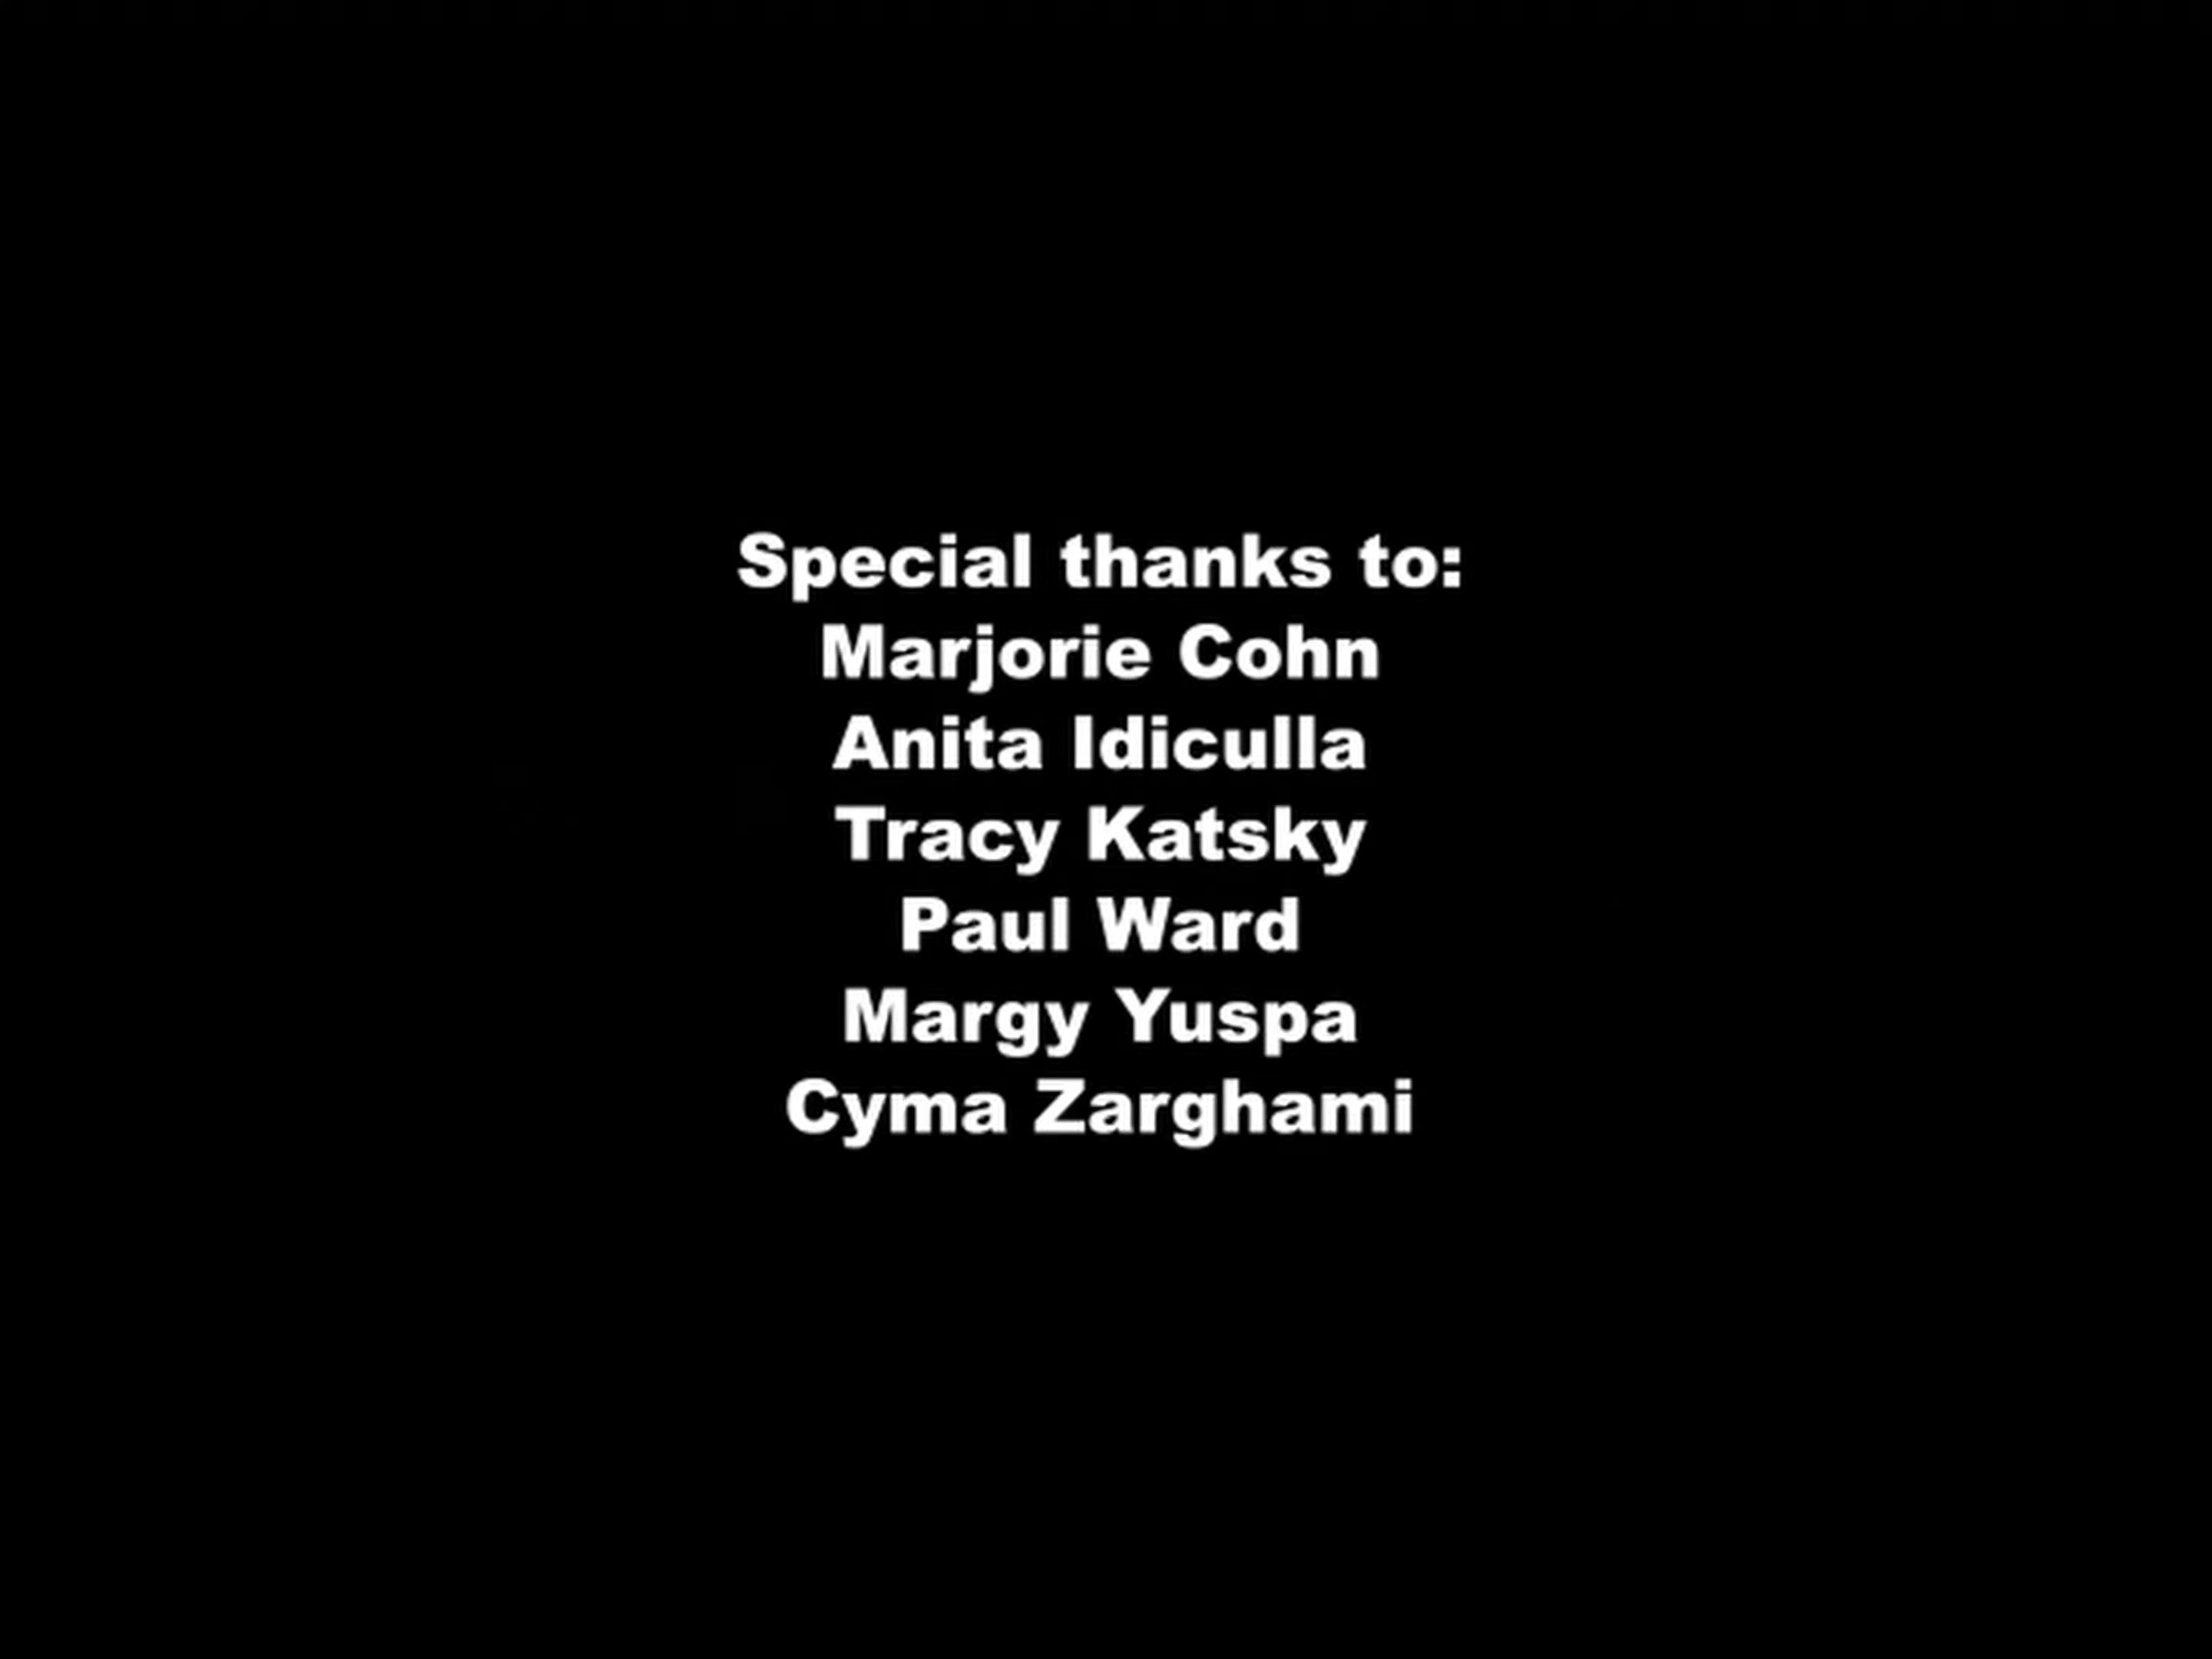 Special thanks to:
Marjorie Cohn
Anita Idiculla
Tracy Katsky
Paul Ward
Margy Yuspa
Cyma Zarghami